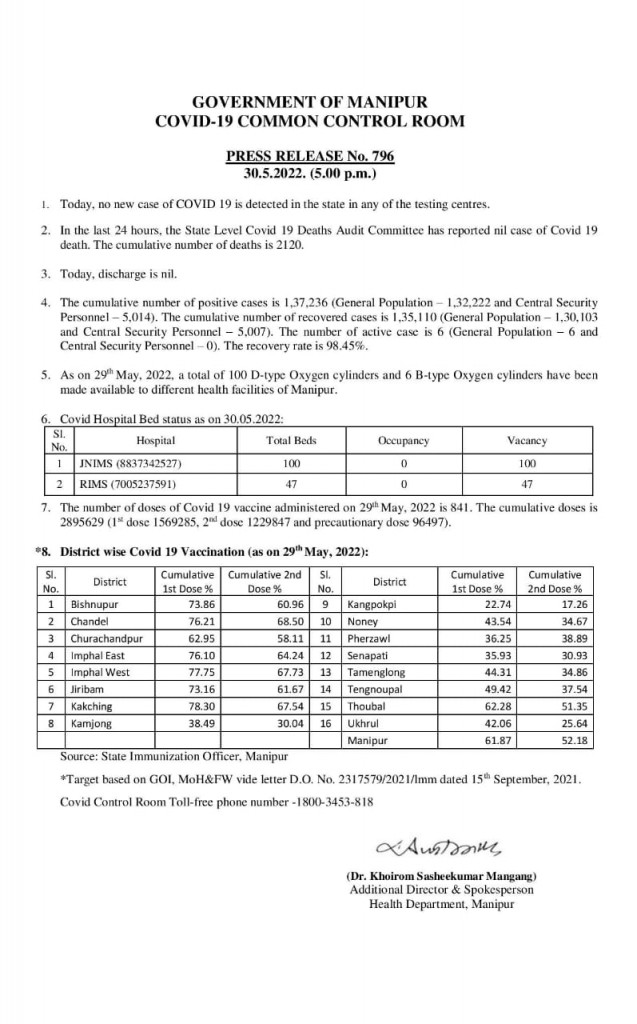 GOVERNMENT OF MANIPUR
COVID-19 COMMON CONTROL ROOM
PRESS RELEASE No. 796
30.5.2022. (5.00 p.m.)
1. Today, no new case of COVID 19 is detected in the state in any of the testing centres.
2. In the last 24 hours, the State Level Covid 19 Deaths Audit Committee has reported nil case of Covid 19
death. The cumulative number of deaths is 2120.
3. Today, discharge is nil.
4. The cumulative number of positive cases is 1,37,236 (General Population – 1,32,222 and Central Security
Personnel – 5,014). The cumulative number of recovered cases is 1,35,110 (General Population – 1,30,103
and Central Security Personnel – 5,007). The number of active case is 6 (General Population – 6 and
Central Security Personnel – 0). The recovery rate is 98.45%.
5. As on 29th May, 2022, a total of 100 D-type Oxygen cylinders and 6 B-type Oxygen cylinders have been
made available to different health facilities of Manipur.
6. Covid Hospital Bed status as on 30.05.2022:
Sl. No. Hospital Total Beds Occupancy Vacancy
1 JNIMS (8837342527) 100 0 100
2 RIMS (7005237591) 47 0 47
7. The number of doses of Covid 19 vaccine administered on 29th May, 2022 is 841. The cumulative doses is
2895629 (1st dose 1569285, 2nd dose 1229847 and precautionary dose 96497).
*8. District wise Covid 19 Vaccination (as on 29th May, 2022):
Sl. No. District Cumulative 1st Dose % Cumulative 2nd Dose % Sl. No. District Cumulative 1st Dose % Cumulative 2nd Dose %
1 Bishnupur 73.86 60.96 9 Kangpokpi 22.74 17.26
2 Chandel 76.21 68.50 10 Noney 43.54 34.67
3 Churachandpur 62.95 58.11 11 Pherzawl 36.25 38.89
4 Imphal East 76.10 64.24 12 Senapati 35.93 30.93
5 Imphal West 77.75 67.73 13 Tamenglong 44.31 34.86
6 Jiribam 73.16 61.67 14 Tengnoupal 49.42 37.54
7 Kakching 78.30 67.54 15 Thoubal 62.28 51.35
8 Kamjong 38.49 30.04 16 Ukhrul 42.06 25.64
Manipur 61.87 52.18
Source: State Immunization Officer, Manipur
*Target based on GOI, MoH&FW vide letter D.O. No. 2317579/2021/Imm dated 15th September, 2021.
Covid Control Room Toll-free phone number -1800-3453-818
(Dr. Khoirom Sasheekumar Mangang)
Additional Director & Spokesperson
Health Department, Manipur